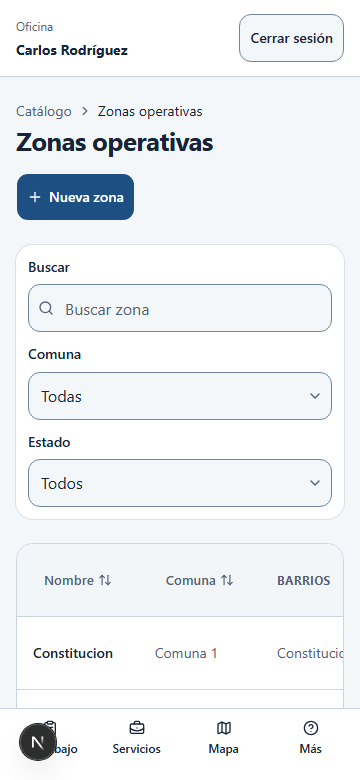 Oficina
Carlos Rodríguez
Cerrar sesión
Catálogo > Zonas operativas
Zonas operativas
+ Nueva zona
Buscar
Buscar zona
Comuna
Todas
Estado
Todos
Nombre Comuna BARRIOS
Constitucion Comuna 1
N Servicios Mapa Más